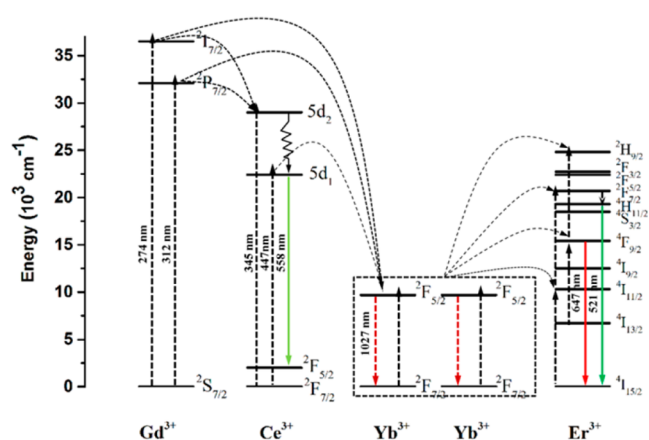 35
30
25
20
15
10
5
0
Energy (10³ cm⁻¹)
²I₇/₂
²P₇/₂
274 nm
312 nm
²S₇/₂
Gd³⁺
5d₂
5d₁
345 nm
447nm
558 nm
²F₅/₂
²F₇/₂
Ce³⁺
²F₅/₂
1027 nm
²F₇/₂
Yb³⁺
²F₅/₂
²F₇/₂
Yb³⁺
²H₉/₂
²F₃/₂
²F₅/₂
⁴F₇/₂
²H₁₁/₂
⁴S₃/₂
⁴F₉/₂
⁴I₉/₂
⁴I₁₁/₂
647 nm
521 nm
⁴I₁₃/₂
⁴I₁₅/₂
Er³⁺